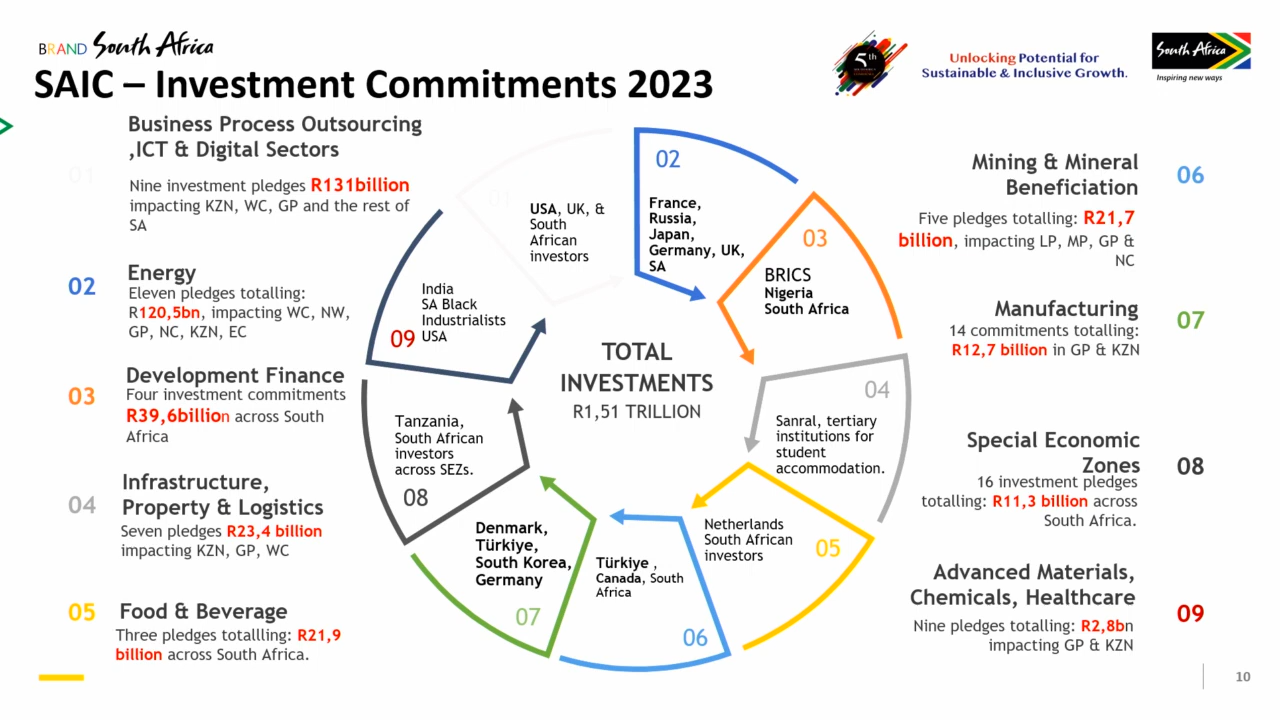 BRAND South Africa
SAIC – Investment Commitments 2023
5th
Unlocking Potential for
Sustainable & Inclusive Growth.
South Africa
Inspiring new ways
01
Business Process Outsourcing
,ICT & Digital Sectors
Nine investment pledges R131billion
impacting KZN, WC, GP and the rest of
SA
02
Energy
Eleven pledges totalling:
R120,5bn, impacting WC, NW,
GP, NC, KZN, EC
03
Development Finance
Four investment commitments
R39,6billion across South
Africa
04
Infrastructure,
Property & Logistics
Seven pledges R23,4 billion
impacting KZN, GP, WC
05
Food & Beverage
Three pledges totallling: R21,9
billion across South Africa.
01
USA, UK, &
South
African
investors
02
France,
Russia,
Japan,
Germany, UK,
SA
03
BRICS
Nigeria
South Africa
04
Sanral, tertiary
institutions for
student
accommodation.
Netherlands
South African
investors
05
Türkiye ,
Canada, South
Africa
06
Denmark,
Türkiye,
South Korea,
Germany
07
Tanzania,
South African
investors
across SEZs.
08
India
SA Black
Industrialists
USA
09
TOTAL
INVESTMENTS
R1,51 TRILLION
Mining & Mineral
Beneficiation
06
Five pledges totalling: R21,7
billion, impacting LP, MP, GP &
NC
Manufacturing
07
14 commitments totalling:
R12,7 billion in GP & KZN
Special Economic
Zones
08
16 investment pledges
totalling: R11,3 billion across
South Africa.
Advanced Materials,
Chemicals, Healthcare
09
Nine pledges totalling: R2,8bn
impacting GP & KZN
10